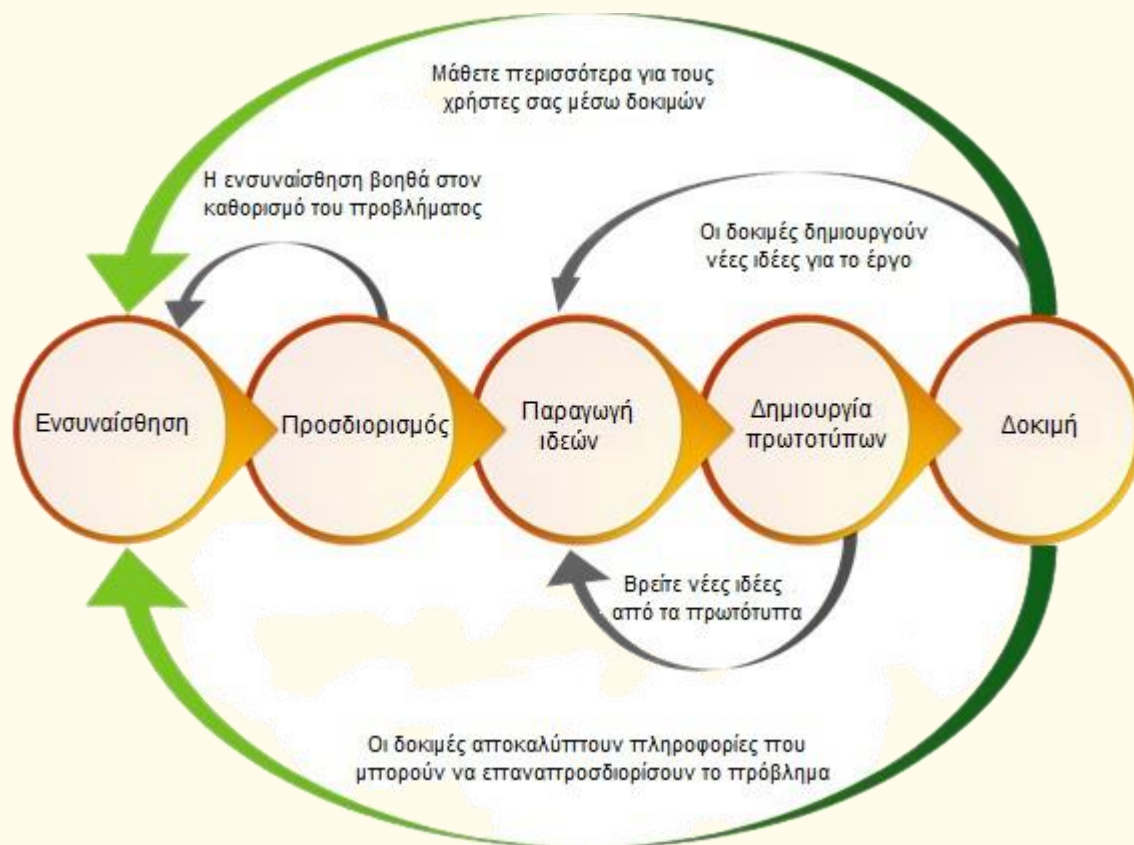 Μάθετε περισσότερα για τους
χρήστες σας μέσω δοκιμών
Η ενσυναίσθηση βοηθά στον
καθορισμό του προβλήματος
Οι δοκιμές δημιουργούν
νέες ιδέες για το έργο
Ενσυναίσθηση
Προσδιορισμός
Παραγωγή
ιδεών
Δημιουργία
πρωτοτύπων
Δοκιμή
Βρείτε νέες ιδέες
από τα πρωτότυπα
Οι δοκιμές αποκαλύπτουν πληροφορίες που
μπορούν να επαναπροσδιορίσουν το πρόβλημα